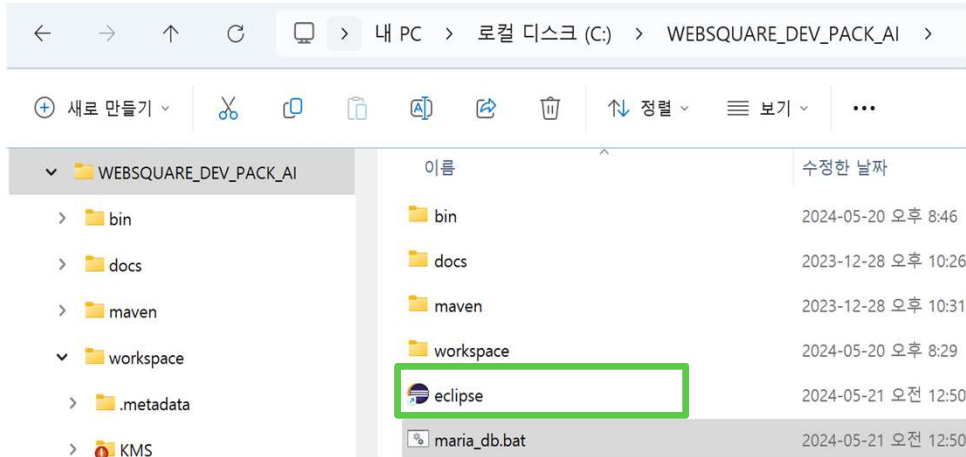 내 PC > 로컬 디스크 (C:) > WEBSQUARE_DEV_PACK_AI >
새로 만들기 정렬 보기 •••
WEBSQUARE_DEV_PACK_AI
bin
docs
maven
workspace
.metadata
KMS
이름 수정한 날짜
bin 2024-05-20 오후 8:46
docs 2023-12-28 오후 10:26
maven 2023-12-28 오후 10:31
workspace 2024-05-20 오후 8:29
eclipse 2024-05-21 오전 12:50
maria_db.bat 2024-05-21 오전 12:50